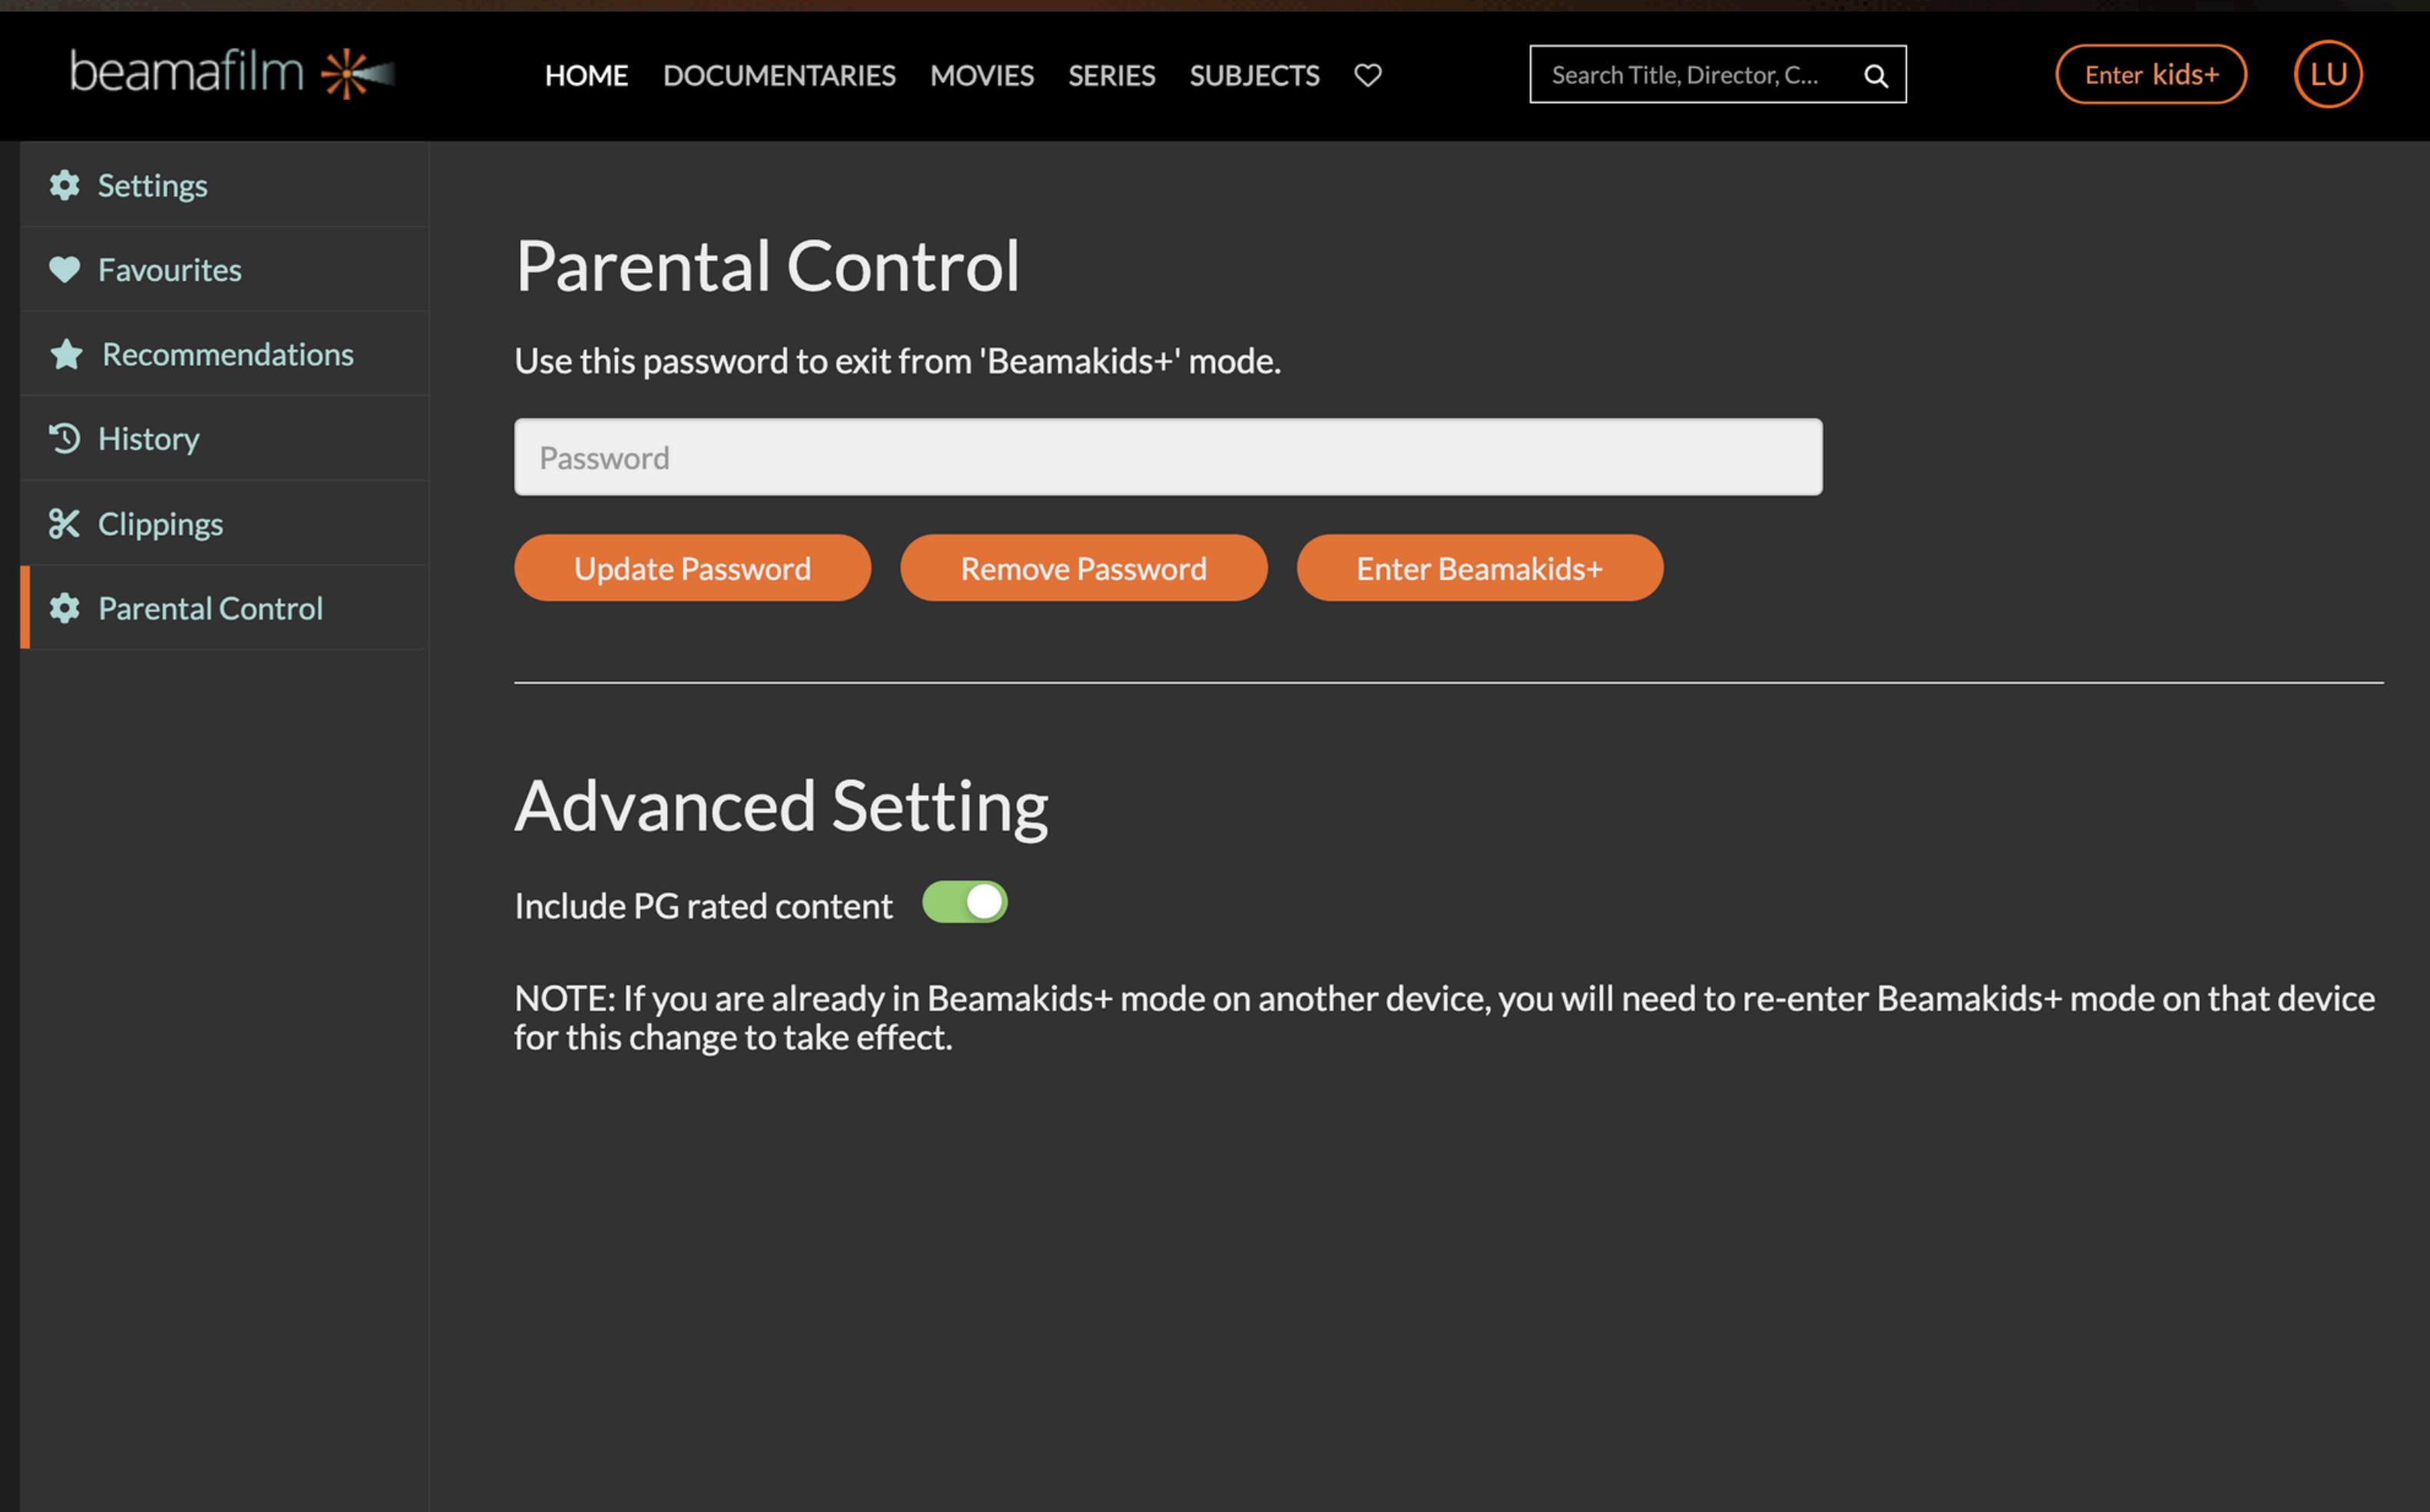 beamafilm
HOME DOCUMENTARIES MOVIES SERIES SUBJECTS
Search Title, Director, C...
Enter kids+
LU
Settings
Favourites
Recommendations
History
Clippings
Parental Control
Parental Control
Use this password to exit from 'Beamakids+' mode.
Password
Update Password Remove Password Enter Beamakids+
Advanced Setting
Include PG rated content
NOTE: If you are already in Beamakids+ mode on another device, you will need to re-enter Beamakids+ mode on that device
for this change to take effect.